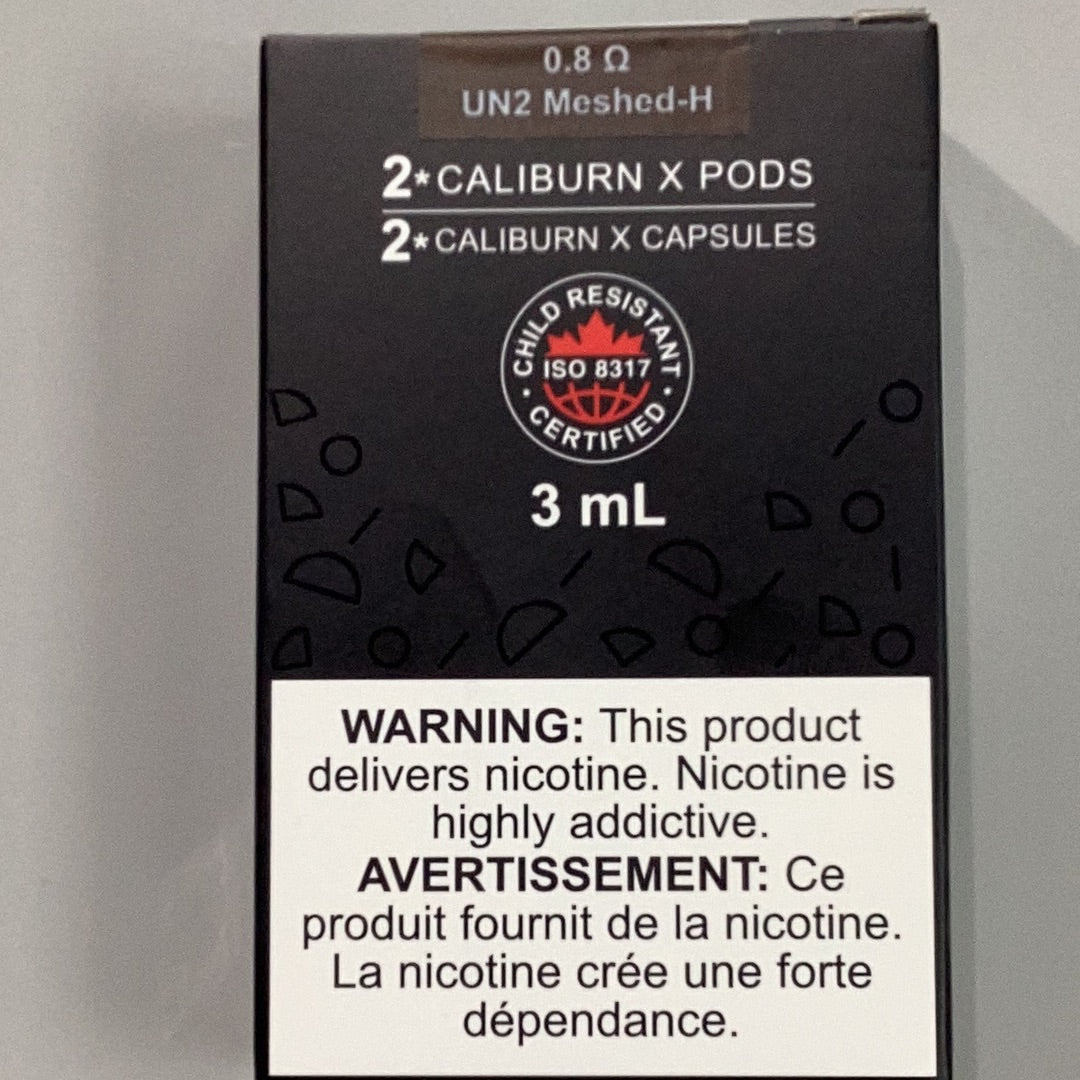 0.8 Ω
UN2 Meshed-H
2*CALIBURN X PODS
2*CALIBURN X CAPSULES
CHILD RESISTANT
ISO 8317
• CERTIFIED •
3 mL
WARNING: This product
delivers nicotine. Nicotine is
highly addictive.
AVERTISSEMENT: Ce
produit fournit de la nicotine.
La nicotine crée une forte
dépendance.